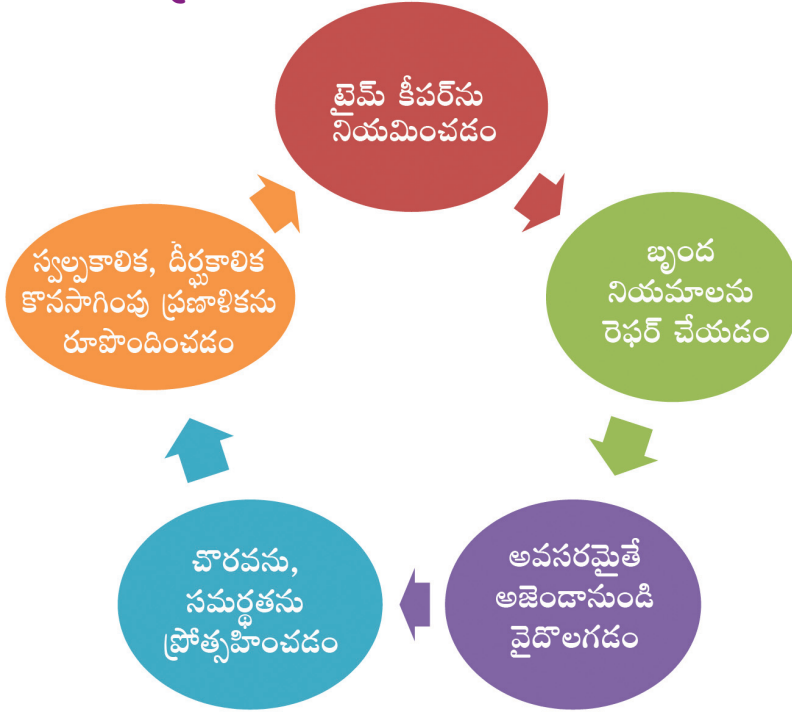 టైమ్ కీపర్‌ను
నియమించడం
బృంద
నియమాలను
రెఫర్ చేయడం
అవసరమైతే
అజెండానుండి
వైదొలగడం
చొరవను,
సమర్థతను
ప్రోత్సహించడం
స్వల్పకాలిక, దీర్ఘకాలిక
కొనసాగింపు ప్రణాళికను
రూపొందించడం